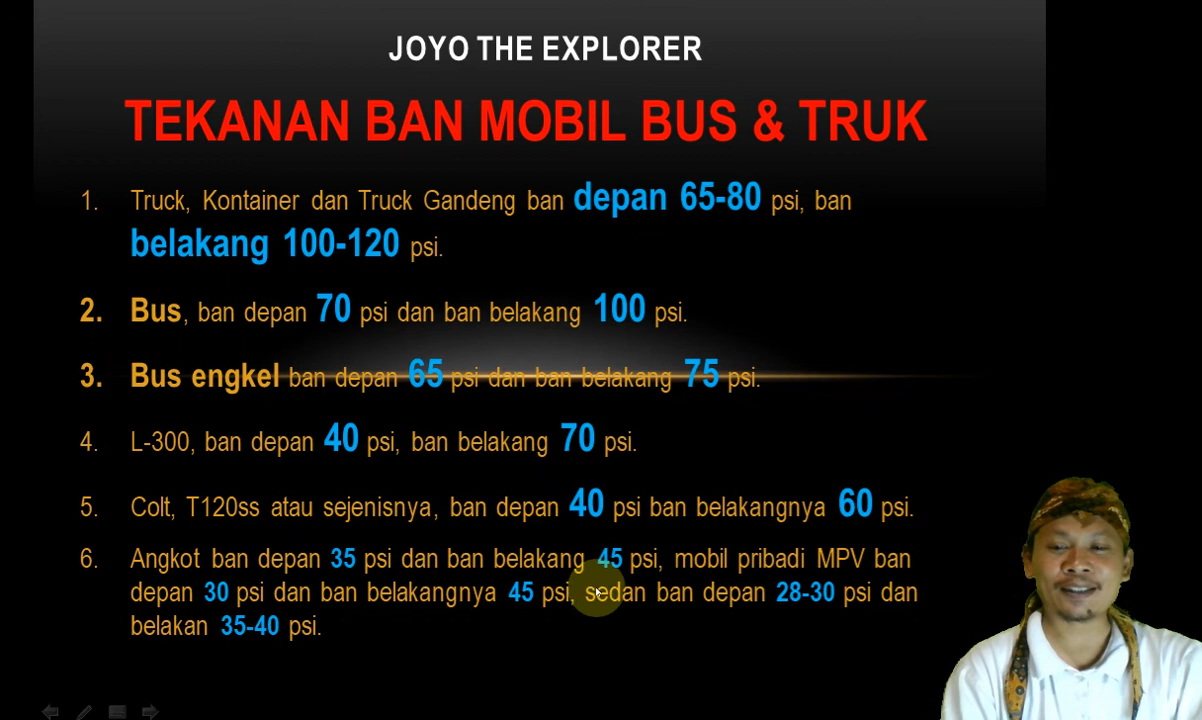 JOYO THE EXPLORER
TEKANAN BAN MOBIL BUS & TRUK
1. Truck, Kontainer dan Truck Gandeng ban depan 65-80 psi, ban
belakang 100-120 psi.
2. Bus, ban depan 70 psi dan ban belakang 100 psi.
3. Bus engkel ban depan 65 psi dan ban belakang 75 psi.
4. L-300, ban depan 40 psi, ban belakang 70 psi.
5. Colt, T120ss atau sejenisnya, ban depan 40 psi ban belakangnya 60 psi.
6. Angkot ban depan 35 psi dan ban belakang 45 psi, mobil pribadi MPV ban
depan 30 psi dan ban belakangnya 45 psi, sedan ban depan 28-30 psi dan
belakan 35-40 psi.